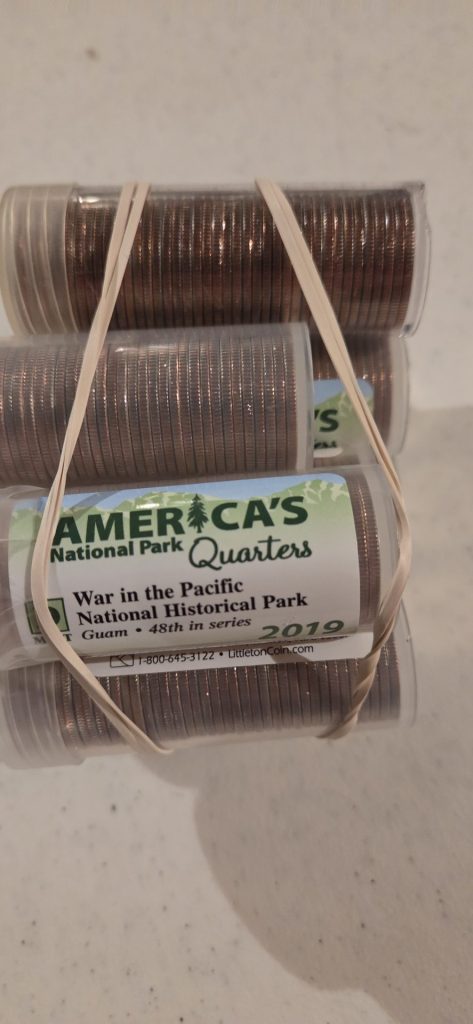 AMERICA'S
National Park Quarters
War in the Pacific
National Historical Park
Guam • 48th in series
2019
1-800-645-3122 • LittletonCoin.com